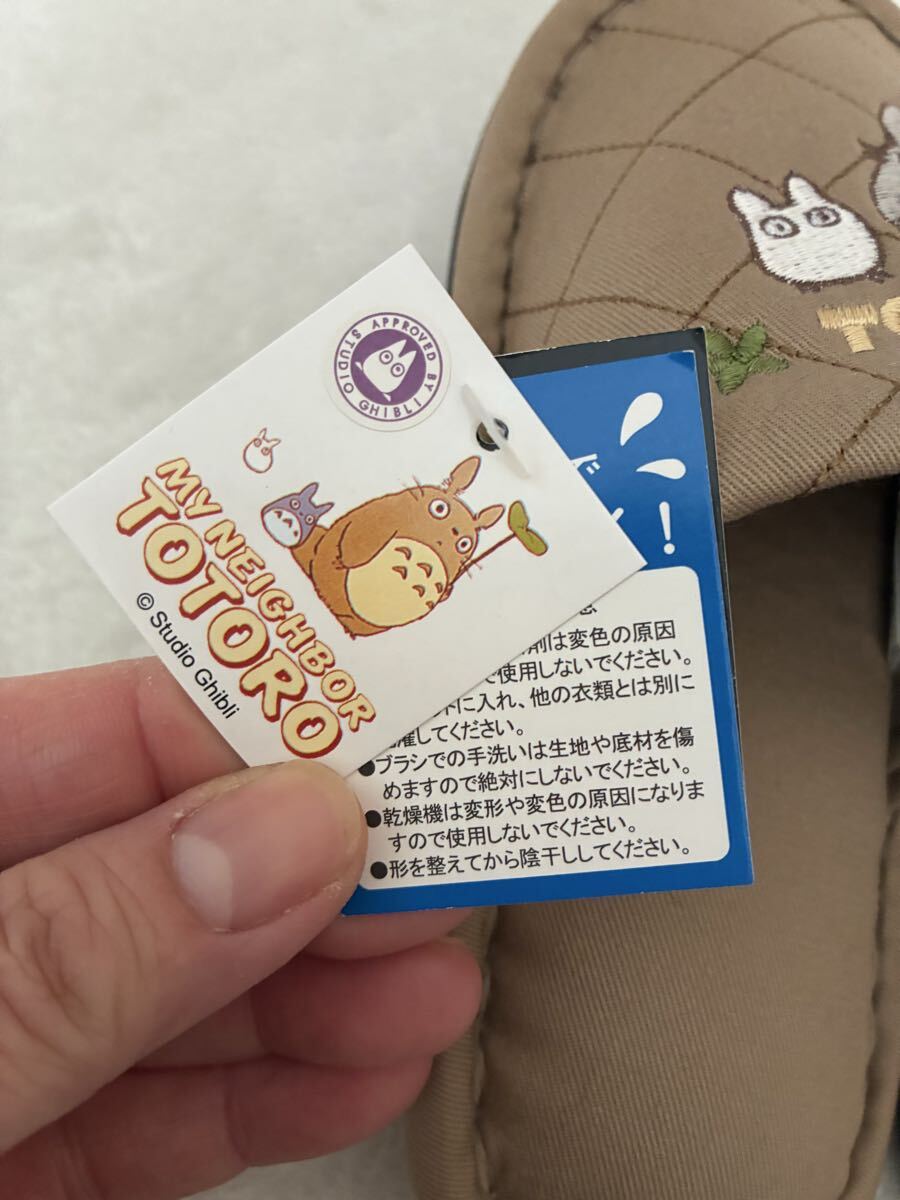 APPROVED BY
STUDIO GHIBLI
MY NEIGHBOR
TOTORO
© Studio Ghibli
！
剤は変色の原因
で使用しないでください。
に入れ、他の衣類とは別に
濯してください。
●ブラシでの手洗いは生地や底材を傷
めますので絶対にしないでください。
●乾燥機は変形や変色の原因になりま
すので使用しないでください。
●形を整えてから陰干ししてください。
TO